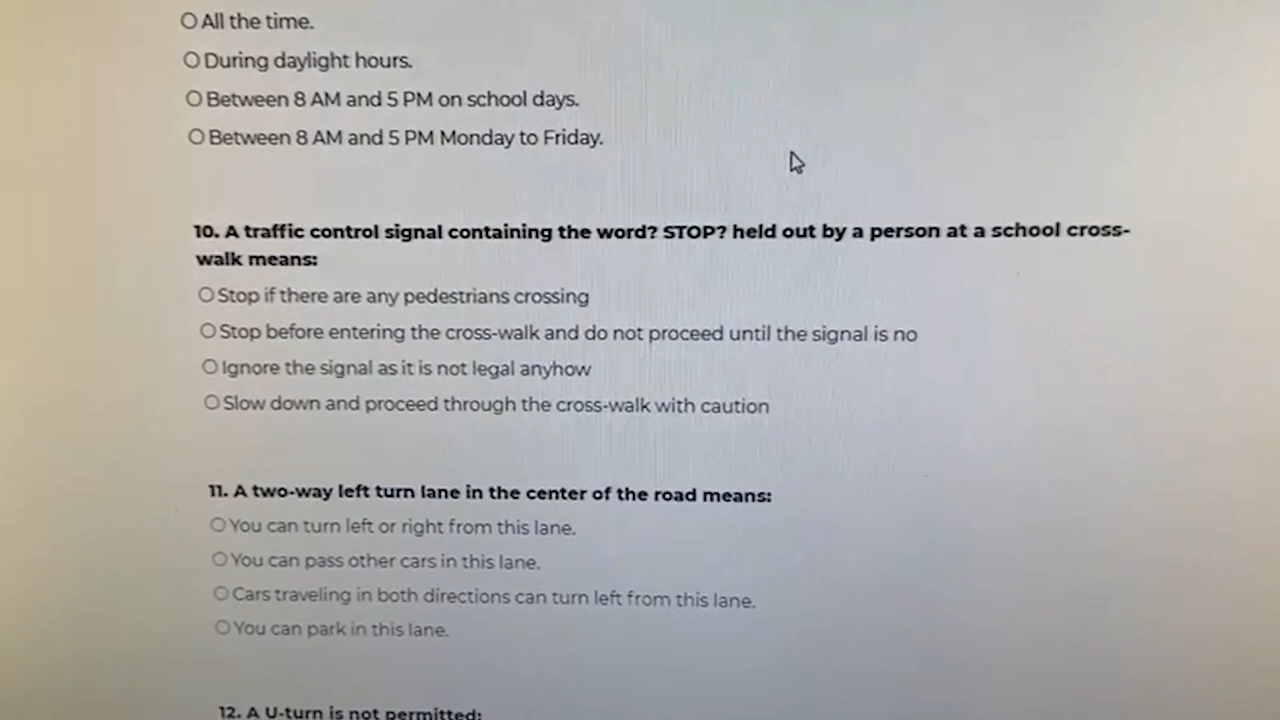 All the time.
During daylight hours.
Between 8 AM and 5 PM on school days.
Between 8 AM and 5 PM Monday to Friday.
10. A traffic control signal containing the word? STOP? held out by a person at a school cross-
walk means:
Stop if there are any pedestrians crossing
Stop before entering the cross-walk and do not proceed until the signal is no
Ignore the signal as it is not legal anyhow
Slow down and proceed through the cross-walk with caution
11. A two-way left turn lane in the center of the road means:
You can turn left or right from this lane.
You can pass other cars in this lane.
Cars traveling in both directions can turn left from this lane.
You can park in this lane.
12. A U-turn is not permitted: